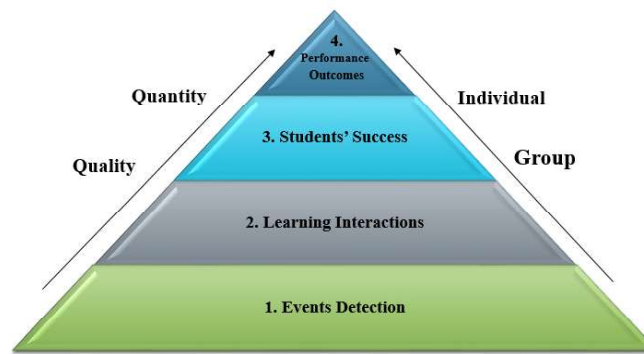 4.
Performance
Outcomes
Quantity
Individual
3. Students’ Success
Group
Quality
2. Learning Interactions
1. Events Detection